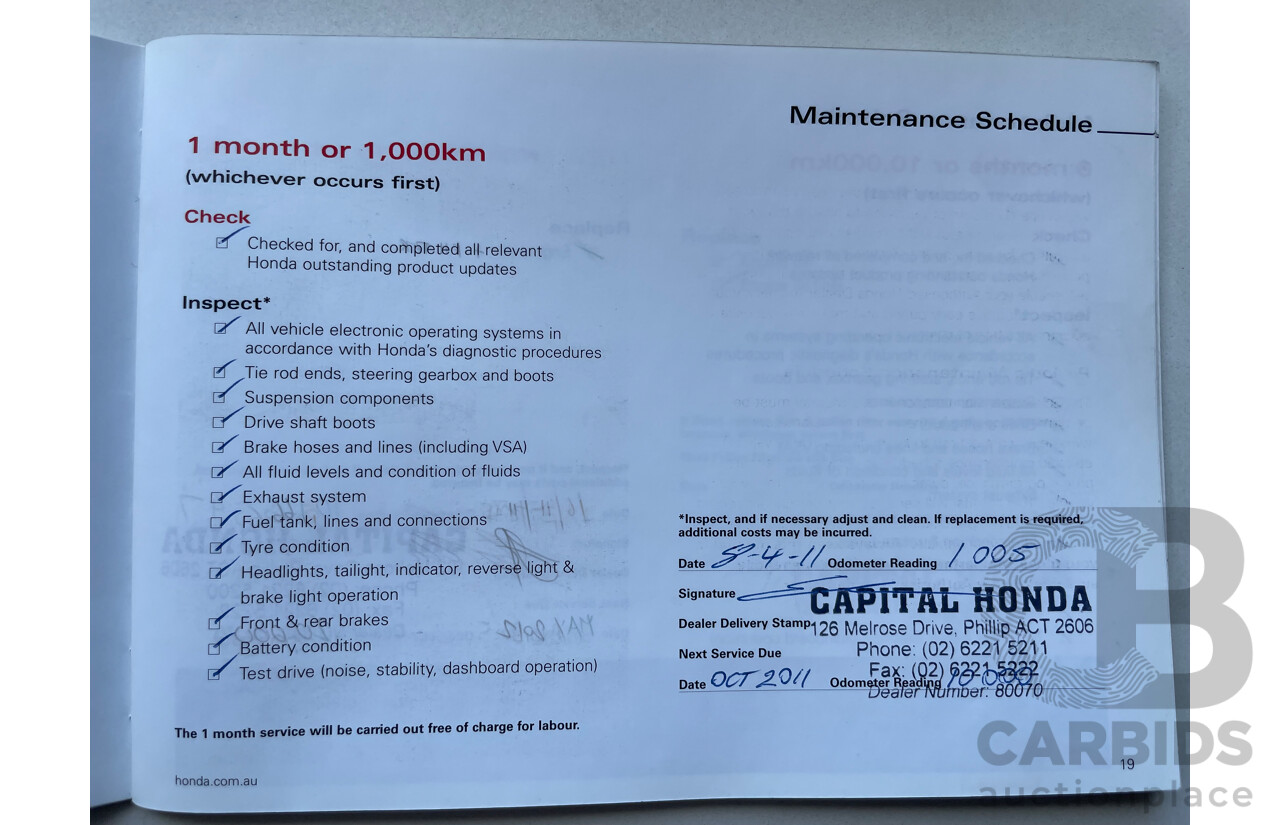 Maintenance Schedule
1 month or 1,000km
(whichever occurs first)
Check
Checked for, and completed all relevant
Honda outstanding product updates
Inspect*
All vehicle electronic operating systems in
accordance with Honda's diagnostic procedures
Tie rod ends, steering gearbox and boots
Suspension components
Drive shaft boots
Brake hoses and lines (including VSA)
All fluid levels and condition of fluids
Exhaust system
Fuel tank, lines and connections
Tyre condition
Headlights, tailight, indicator, reverse light &
brake light operation
Front & rear brakes
Battery condition
Test drive (noise, stability, dashboard operation)
The 1 month service will be carried out free of charge for labour.
honda.com.au
*Inspect, and if necessary adjust and clean. If replacement is required,
additional costs may be incurred.
Date 8-4-11 Odometer Reading 1005
Signature
CAPITAL HONDA
Dealer Delivery Stamp
126 Melrose Drive, Phillip ACT 2606
Phone: (02) 6221 5211
Next Service Due
Fax: (02) 6221 5222
Date OCT 2011 Odometer Reading 10 000
Dealer Number: 80070
19
CARBIDS
auctionplace